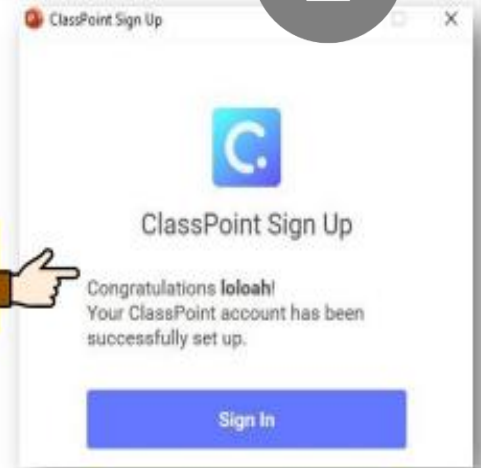 ClassPoint Sign Up
C.
ClassPoint Sign Up
Congratulations loloah!
Your ClassPoint account has been
successfully set up.
Sign In